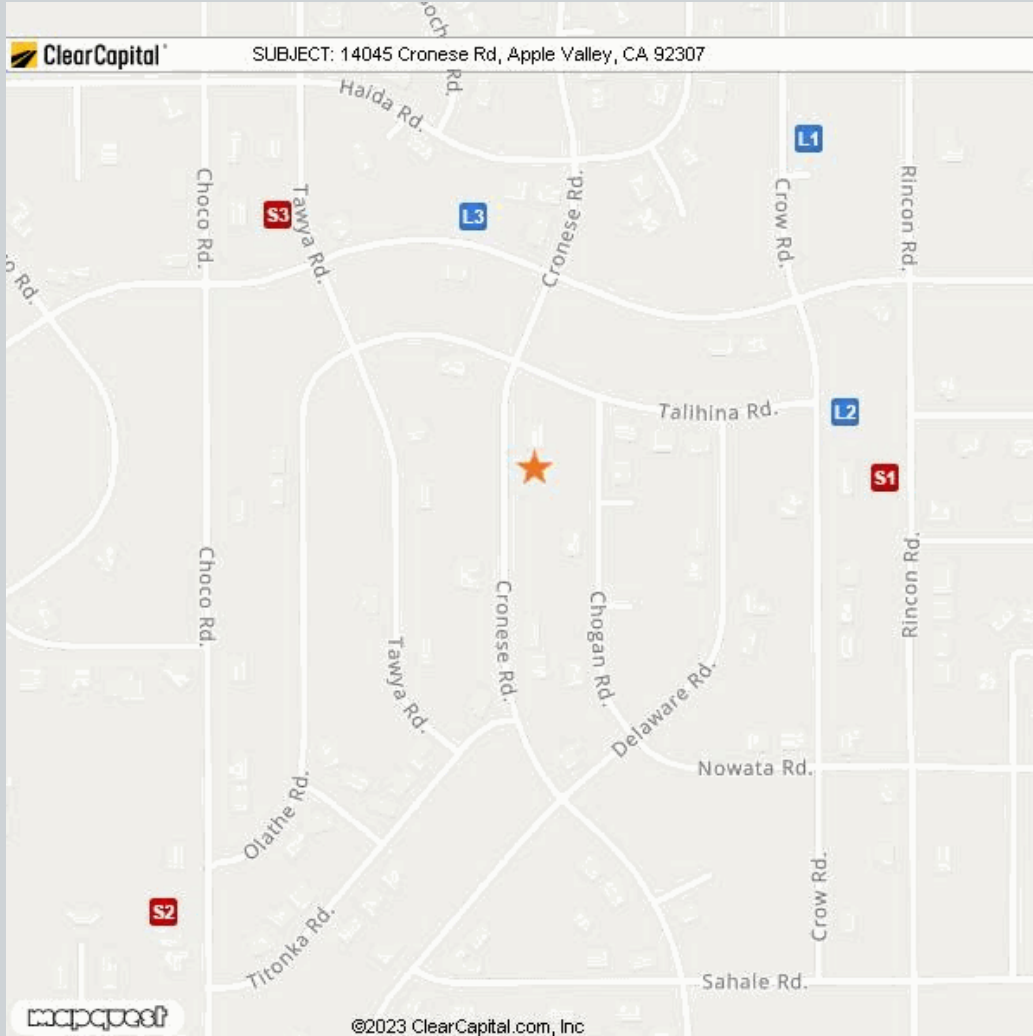 ClearCapital
SUBJECT: 14045 Cronese Rd, Apple Valley, CA 92307
Rd.
Haida Rd.
L1
Choco Rd.
Tawya Rd.
Cronese Rd.
Crow Rd.
Rincon Rd.
S3
L3
Rd.
Talihina Rd.
L2
S1
Choco Rd.
Rincon Rd.
Cronese Rd.
Chogan Rd.
Tawya Rd.
Delaware Rd.
Nowata Rd.
Olathe Rd.
Crow Rd.
S2
Titonka Rd.
Sahale Rd.
mapquest
©2023 ClearCapital.com, Inc